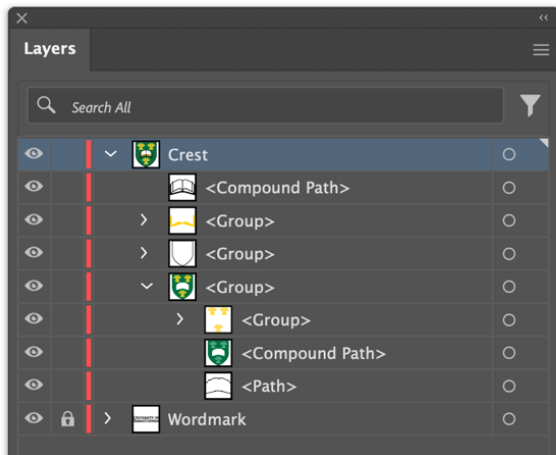 Layers
Search All
Crest
<Compound Path>
<Group>
<Group>
<Group>
<Group>
<Compound Path>
<Path>
Wordmark